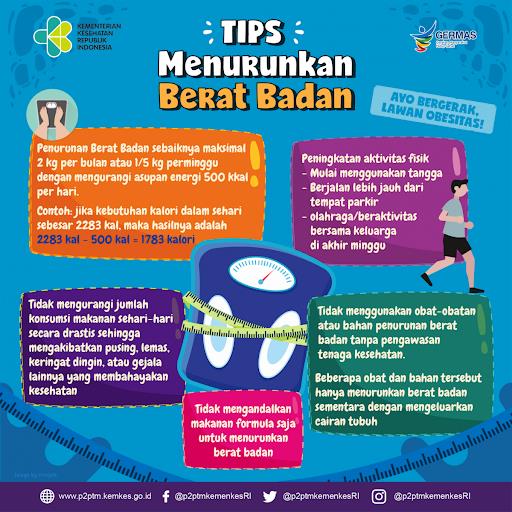 KEMENTERIAN
KESEHATAN
REPUBLIK
INDONESIA
GERMAS
TIPS
Menurunkan
Berat Badan
AYO BERGERAK,
LAWAN OBESITAS!
Penurunan Berat Badan sebaiknya maksimal
2 kg per bulan atau 1/5 kg perminggu
dengan mengurangi asupan energi 500 kkal
per hari.
Contoh: jika kebutuhan kalori dalam sehari
sebesar 2283 kal, maka hasilnya adalah
2283 kal - 500 kal = 1783 kalori
Peningkatan aktivitas fisik
- Mulai menggunakan tangga
- Berjalan lebih jauh dari
tempat parkir
- olahraga/beraktivitas
bersama keluarga
di akhir minggu
Tidak mengurangi jumlah
konsumsi makanan sehari-hari
secara drastis sehingga
mengakibatkan pusing, lemas,
keringat dingin, atau gejala
lainnya yang membahayakan
kesehatan
Tidak menggunakan obat-obatan
atau bahan penurunan berat
badan tanpa pengawasan
tenaga kesehatan.
Beberapa obat dan bahan tersebut
hanya menurunkan berat badan
sementara dengan mengeluarkan
cairan tubuh
Tidak mengandalkan
makanan formula saja
untuk menurunkan
berat badan
www.p2ptm.kemkes.go.id
@p2ptmkemenkesRI
@p2ptmkemenkesRI
@p2ptmkemenkesRI